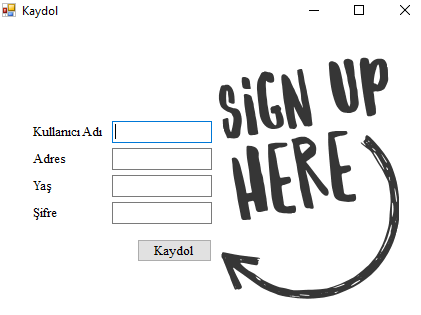 Kaydol
SIGN UP
HERE
Kullanıcı Adı
Adres
Yaş
Şifre
Kaydol